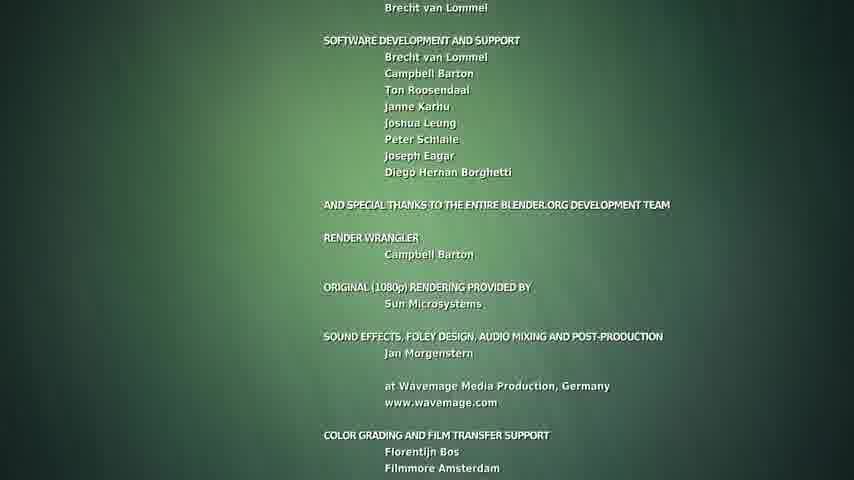 Brecht van Lommel
SOFTWARE DEVELOPMENT AND SUPPORT
Brecht van Lommel
Campbell Barton
Ton Roosendaal
Janne Karhu
Joshua Leung
Peter Schlaile
Joseph Eagar
Diego Hernan Borghetti
AND SPECIAL THANKS TO THE ENTIRE BLENDER.ORG DEVELOPMENT TEAM
RENDER WRANGLER
Campbell Barton
ORIGINAL (1080p) RENDERING PROVIDED BY
Sun Microsystems
SOUND EFFECTS, FOLEY DESIGN, AUDIO MIXING AND POST-PRODUCTION
Jan Morgenstern
at Wavemage Media Production, Germany
www.wavemage.com
COLOR GRADING AND FILM TRANSFER SUPPORT
Florentijn Bos
Filmmore Amsterdam